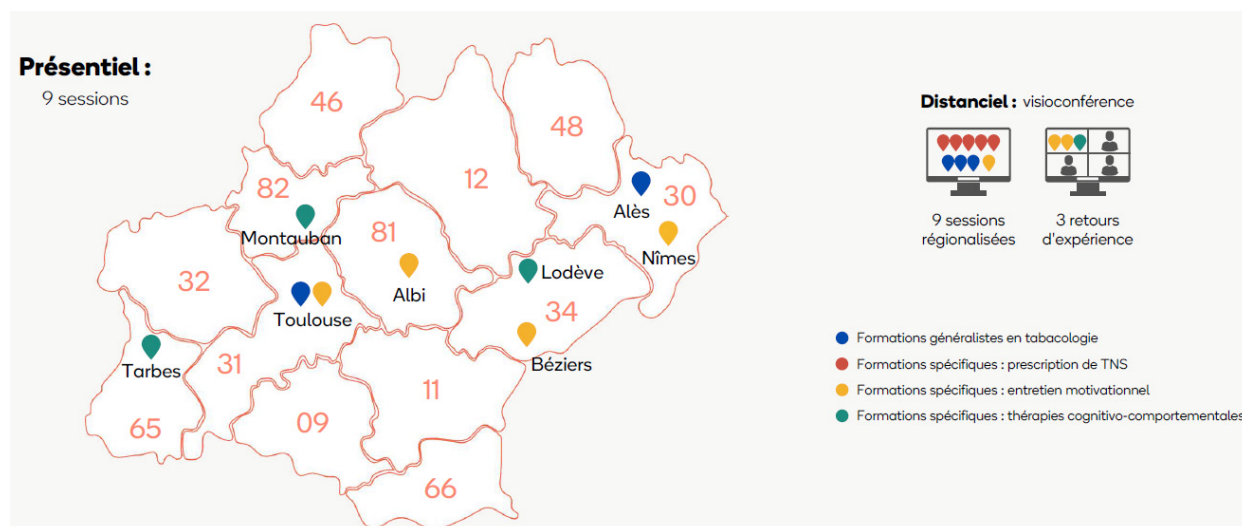 Présentiel :
9 sessions
46
48
12
82
30
Alès
Montauban
81
Nîmes
32
Albi
Lodève
Toulouse
34
Tarbes
31
Béziers
11
65
09
66
Distanciel : visioconférence
9 sessions
régionalisées
3 retours
d'expérience
Formations généralistes en tabacologie
Formations spécifiques : prescription de TNS
Formations spécifiques : entretien motivationnel
Formations spécifiques : thérapies cognitivo-comportementales